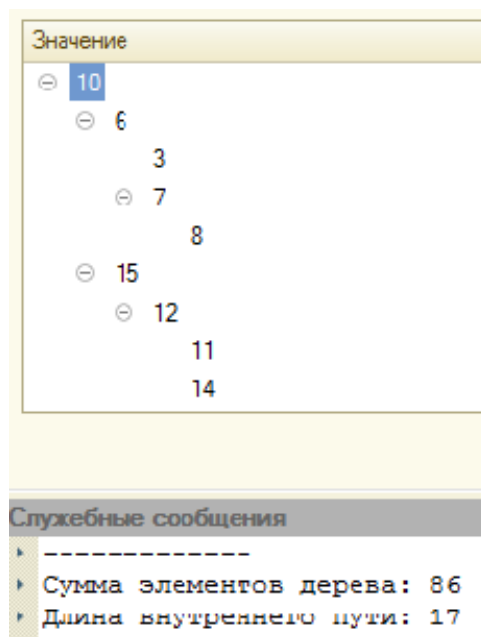 Значение
10
6
3
7
8
15
12
11
14
Служебные сообщения
-------------
Сумма элементов дерева: 86
Длина внутреннего пути: 17